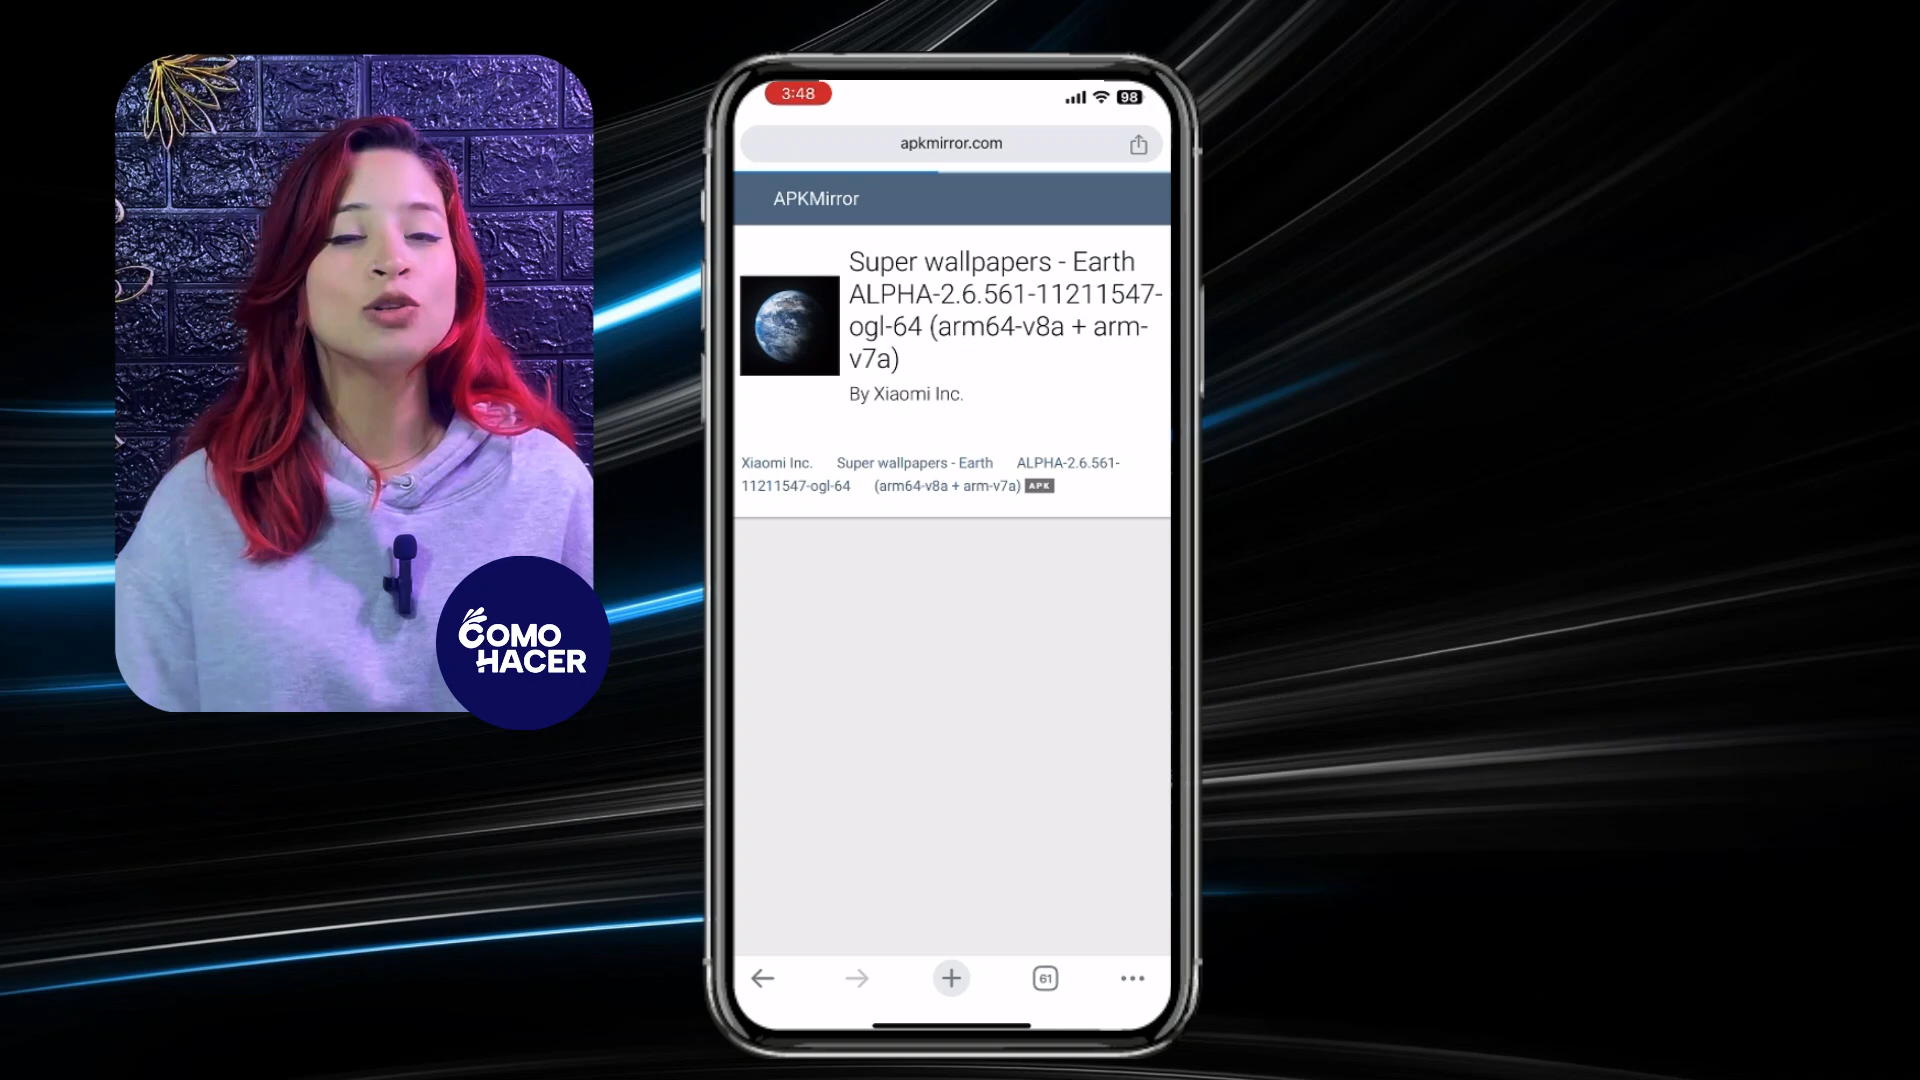 3:48
98
apkmirror.com
APKMirror
Super wallpapers - Earth
ALPHA-2.6.561-11211547-
ogl-64 (arm64-v8a + arm-
v7a)
By Xiaomi Inc.
Xiaomi Inc. Super wallpapers - Earth ALPHA-2.6.561-
11211547-ogl-64 (arm64-v8a + arm-v7a) APK
61
COMO
HACER